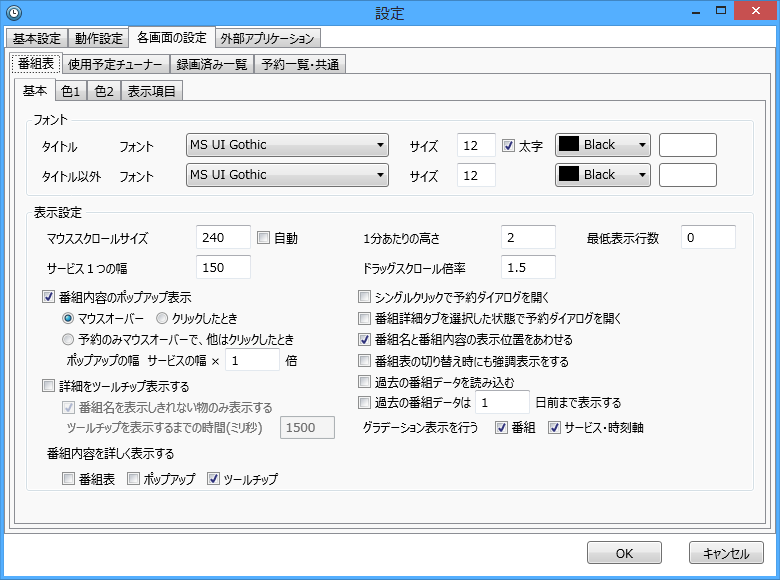 設定
基本設定 動作設定 各画面の設定 外部アプリケーション
番組表 使用予定チューナー 録画済み一覧 予約一覧・共通
基本 色1 色2 表示項目
フォント
タイトル フォント MS UI Gothic サイズ 12 太字 Black
タイトル以外 フォント MS UI Gothic サイズ 12 Black
表示設定
マウススクロールサイズ 240 自動 1分あたりの高さ 2 最低表示行数 0
サービス１つの幅 150 ドラッグスクロール倍率 1.5
番組内容のポップアップ表示 シングルクリックで予約ダイアログを開く
マウスオーバー クリックしたとき 番組詳細タブを選択した状態で予約ダイアログを開く
予約のみマウスオーバーで、他はクリックしたとき 番組名と番組内容の表示位置をあわせる
ポップアップの幅 サービスの幅 × 1 倍 番組表の切り替え時にも強調表示をする
詳細をツールチップ表示する 過去の番組データを読み込む
番組名を表示しきれない物のみ表示する 過去の番組データは 1 日前まで表示する
ツールチップを表示するまでの時間(ミリ秒) 1500 グラデーション表示を行う 番組 サービス・時刻軸
番組内容を詳しく表示する
番組表 ポップアップ ツールチップ
OK キャンセル